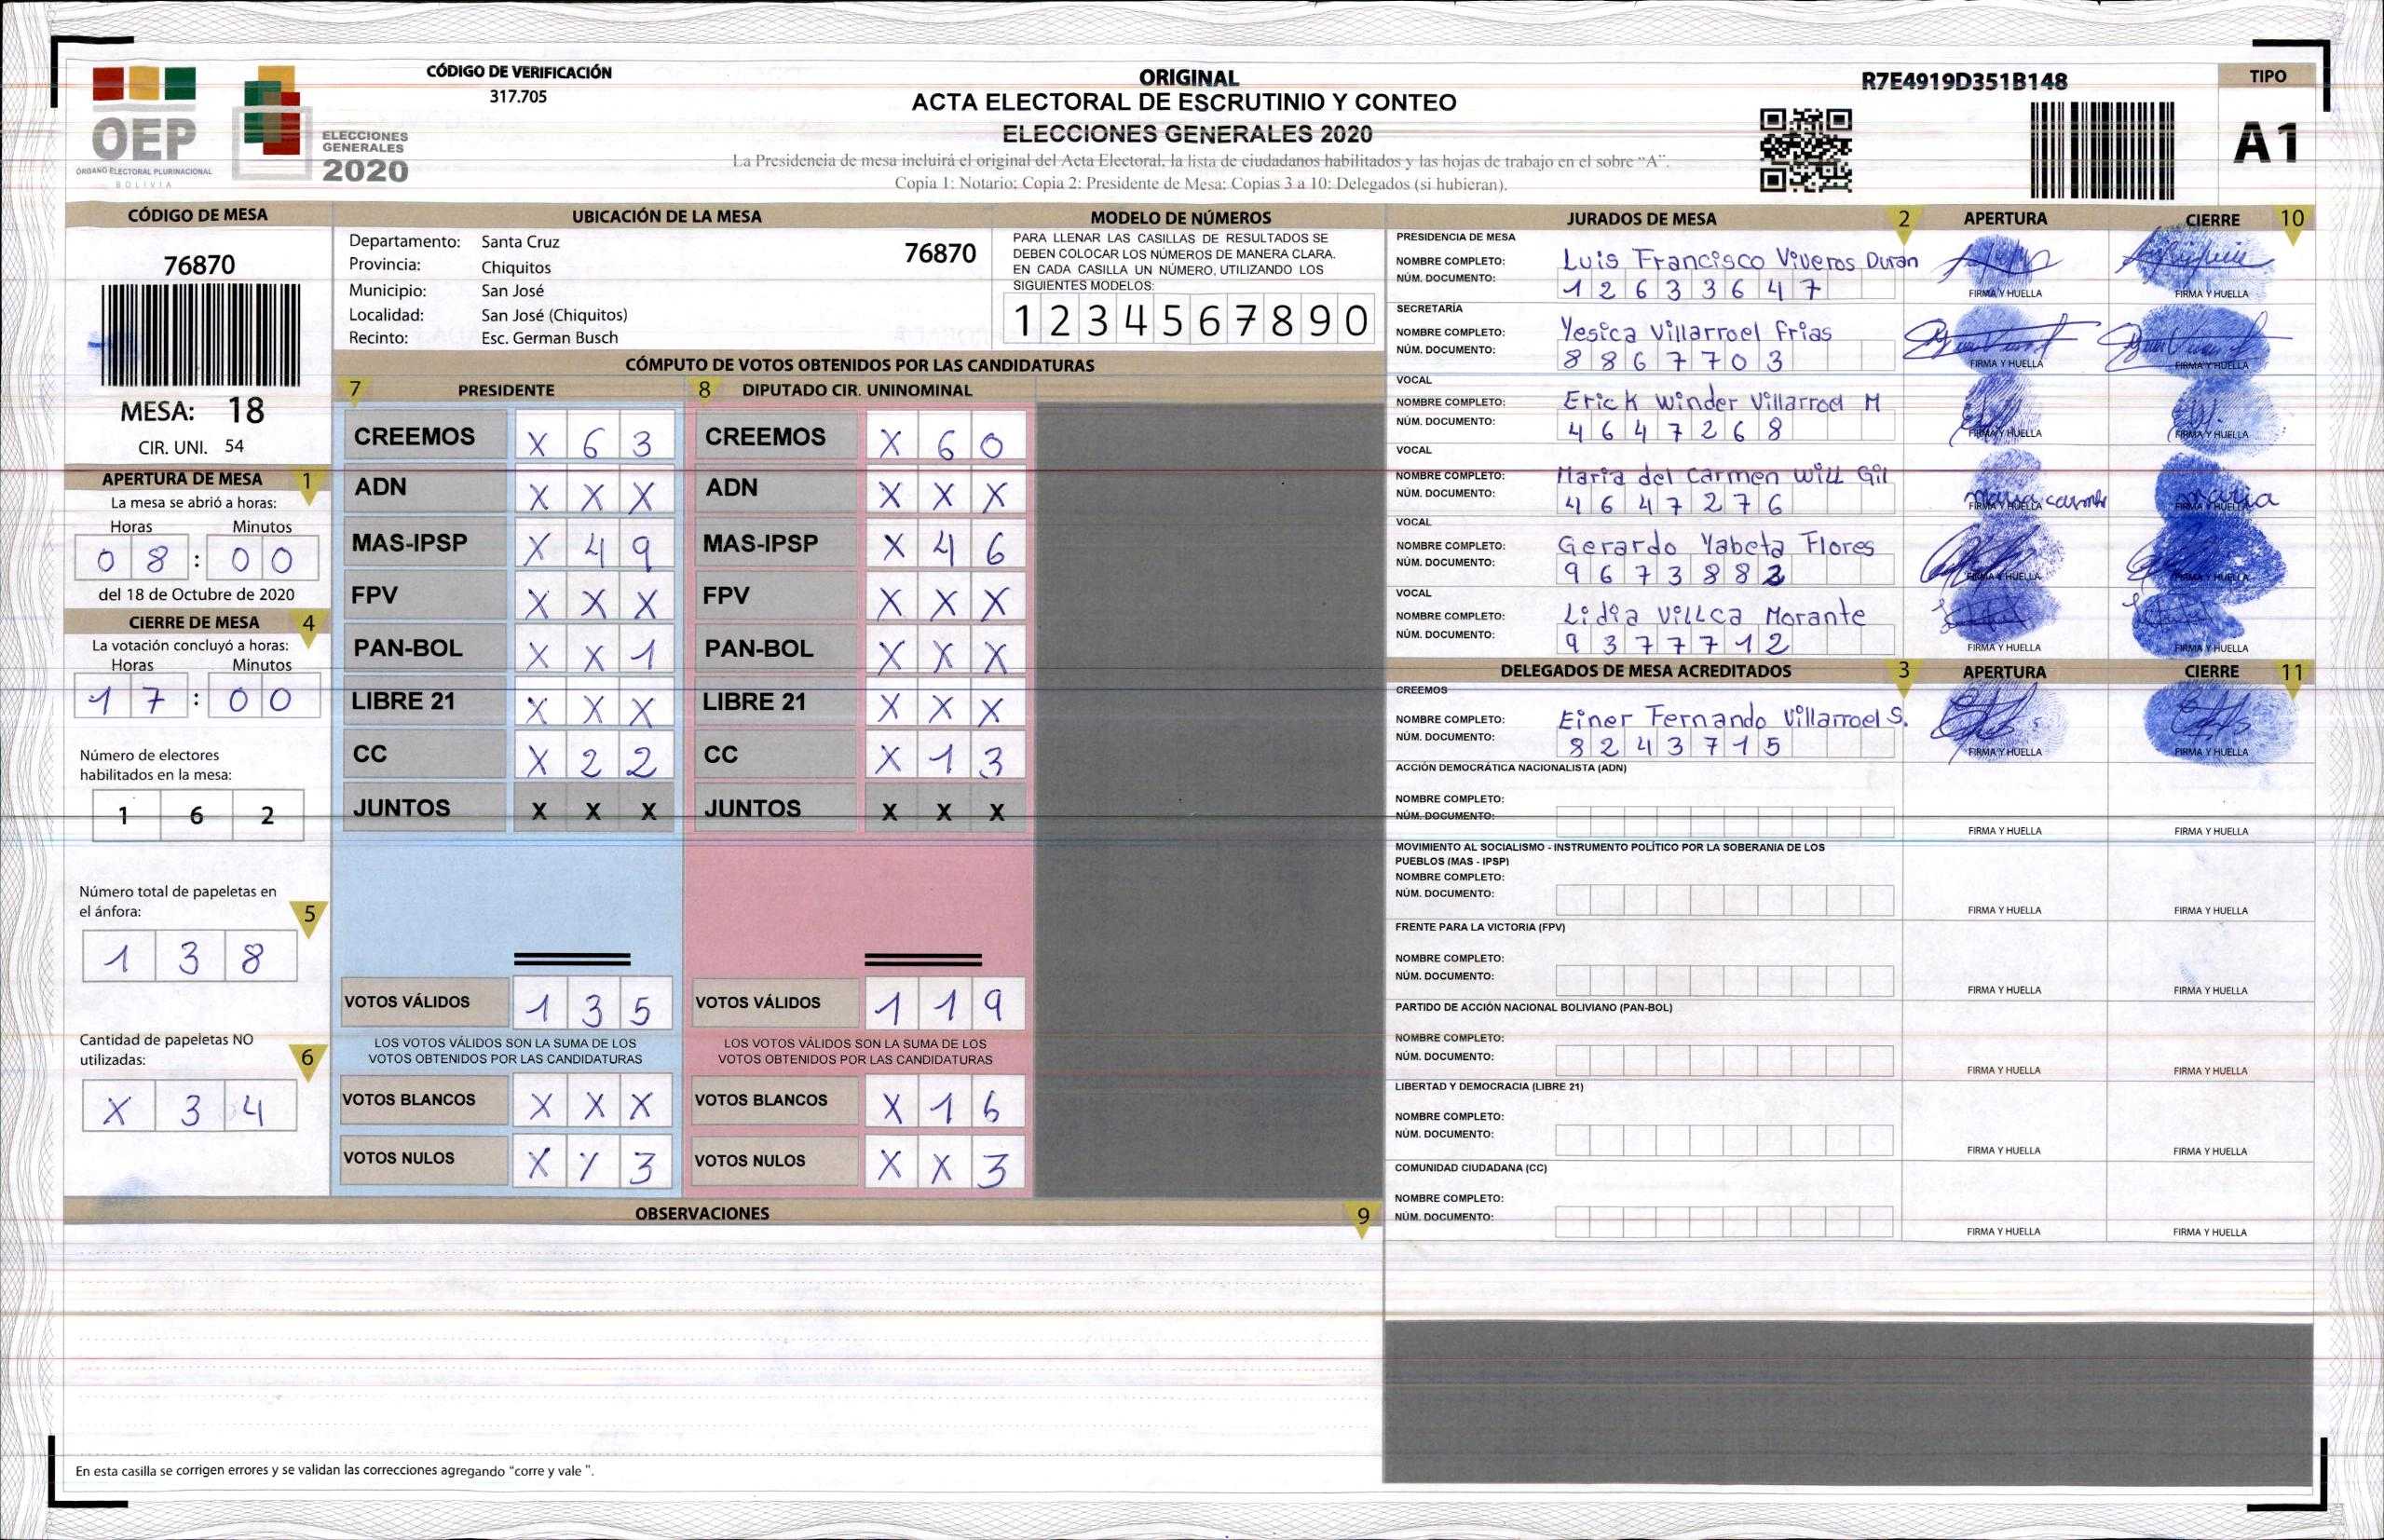 OEP
ÓRGANO ELECTORAL PLURINACIONAL
BOLIVIA
ELECCIONES
GENERALES
2020
CÓDIGO DE VERIFICACIÓN
317.705
ORIGINAL
ACTA ELECTORAL DE ESCRUTINIO Y CONTEO
ELECCIONES GENERALES 2020
La Presidencia de mesa incluirá el original del Acta Electoral, la lista de ciudadanos habilitados y las hojas de trabajo en el sobre "A".
Copia 1: Notario; Copia 2: Presidente de Mesa; Copias 3 a 10: Delegados (si hubieran).
R7E4919D351B148
TIPO
A1
CÓDIGO DE MESA
76870
MESA: 18
CIR. UNI. 54
APERTURA DE MESA 1
La mesa se abrió a horas:
Horas Minutos
0 8 : 0 0
del 18 de Octubre de 2020
CIERRE DE MESA 4
La votación concluyó a horas:
Horas Minutos
1 7 : 0 0
Número de electores
habilitados en la mesa:
1 6 2
Número total de papeletas en
el ánfora: 5
1 3 8
Cantidad de papeletas NO
utilizadas: 6
X 3 4
UBICACIÓN DE LA MESA
Departamento: Santa Cruz
Provincia: Chiquitos
Municipio: San José
Localidad: San José (Chiquitos)
Recinto: Esc. German Busch
76870
MODELO DE NÚMEROS
PARA LLENAR LAS CASILLAS DE RESULTADOS SE
DEBEN COLOCAR LOS NÚMEROS DE MANERA CLARA.
EN CADA CASILLA UN NÚMERO, UTILIZANDO LOS
SIGUIENTES MODELOS:
1 2 3 4 5 6 7 8 9 0
CÓMPUTO DE VOTOS OBTENIDOS POR LAS CANDIDATURAS
7 PRESIDENTE
CREEMOS X 6 3
ADN X X X
MAS-IPSP X 4 9
FPV X X X
PAN-BOL X X 1
LIBRE 21 X X X
CC X 2 2
JUNTOS X X X
VOTOS VÁLIDOS 1 3 5
LOS VOTOS VÁLIDOS SON LA SUMA DE LOS
VOTOS OBTENIDOS POR LAS CANDIDATURAS
VOTOS BLANCOS X X X
VOTOS NULOS X X 3
8 DIPUTADO CIR. UNINOMINAL
CREEMOS X 6 0
ADN X X X
MAS-IPSP X 4 6
FPV X X X
PAN-BOL X X X
LIBRE 21 X X X
CC X 1 3
JUNTOS X X X
VOTOS VÁLIDOS 1 1 9
LOS VOTOS VÁLIDOS SON LA SUMA DE LOS
VOTOS OBTENIDOS POR LAS CANDIDATURAS
VOTOS BLANCOS X 1 6
VOTOS NULOS X X 3
OBSERVACIONES 9
En esta casilla se corrigen errores y se validan las correcciones agregando "corre y vale ".
JURADOS DE MESA 2 APERTURA CIERRE 10
PRESIDENCIA DE MESA
NOMBRE COMPLETO: Luis Francisco Viveros Duran
NÚM. DOCUMENTO: 1 2 6 3 3 6 4 7
FIRMA Y HUELLA FIRMA Y HUELLA
SECRETARÍA
NOMBRE COMPLETO: Yesica Villarroel Frias
NÚM. DOCUMENTO: 8 8 6 7 7 0 3
FIRMA Y HUELLA FIRMA Y HUELLA
VOCAL
NOMBRE COMPLETO: Erick Winder Villarroel M
NÚM. DOCUMENTO: 4 6 4 7 2 6 8
FIRMA Y HUELLA FIRMA Y HUELLA
VOCAL
NOMBRE COMPLETO: Maria del Carmen Will Gil
NÚM. DOCUMENTO: 4 6 4 7 2 7 6
FIRMA Y HUELLA FIRMA Y HUELLA
VOCAL
NOMBRE COMPLETO: Gerardo Yabeta Flores
NÚM. DOCUMENTO: 9 6 7 3 8 8 2
FIRMA Y HUELLA FIRMA Y HUELLA
VOCAL
NOMBRE COMPLETO: Lidia Villca Morante
NÚM. DOCUMENTO: 9 3 7 7 7 1 2
FIRMA Y HUELLA FIRMA Y HUELLA
DELEGADOS DE MESA ACREDITADOS 3 APERTURA CIERRE 11
CREEMOS
NOMBRE COMPLETO: Einer Fernando Villarroel S.
NÚM. DOCUMENTO: 8 2 4 3 7 1 5
FIRMA Y HUELLA FIRMA Y HUELLA
ACCIÓN DEMOCRÁTICA NACIONALISTA (ADN)
NOMBRE COMPLETO:
NÚM. DOCUMENTO:
FIRMA Y HUELLA FIRMA Y HUELLA
MOVIMIENTO AL SOCIALISMO - INSTRUMENTO POLÍTICO POR LA SOBERANIA DE LOS
PUEBLOS (MAS - IPSP)
NOMBRE COMPLETO:
NÚM. DOCUMENTO:
FIRMA Y HUELLA FIRMA Y HUELLA
FRENTE PARA LA VICTORIA (FPV)
NOMBRE COMPLETO:
NÚM. DOCUMENTO:
FIRMA Y HUELLA FIRMA Y HUELLA
PARTIDO DE ACCIÓN NACIONAL BOLIVIANO (PAN-BOL)
NOMBRE COMPLETO:
NÚM. DOCUMENTO:
FIRMA Y HUELLA FIRMA Y HUELLA
LIBERTAD Y DEMOCRACIA (LIBRE 21)
NOMBRE COMPLETO:
NÚM. DOCUMENTO:
FIRMA Y HUELLA FIRMA Y HUELLA
COMUNIDAD CIUDADANA (CC)
NOMBRE COMPLETO:
NÚM. DOCUMENTO:
FIRMA Y HUELLA FIRMA Y HUELLA